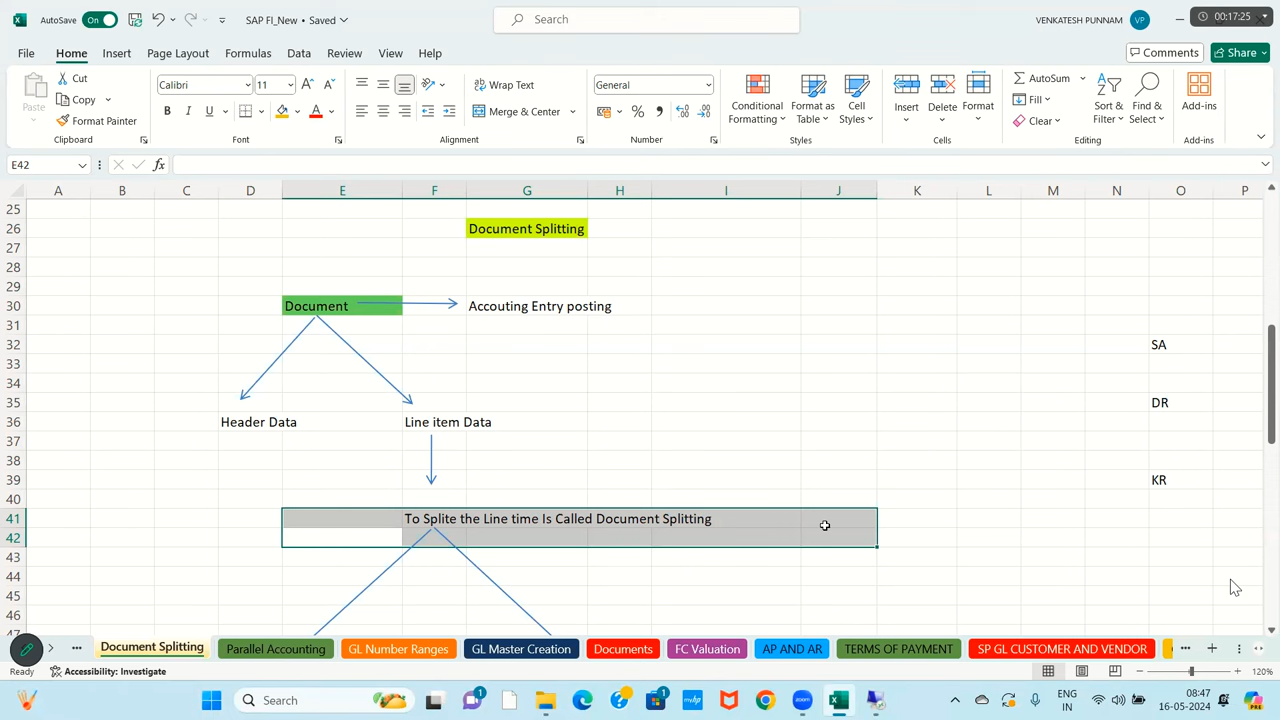 AutoSave On SAP FI_New • Saved Search VENKATESH PUNNAM VP 00:17:25
File Home Insert Page Layout Formulas Data Review View Help Comments Share
Paste Cut Copy Format Painter Clipboard
Calibri 11 B I U Font
Wrap Text Merge & Center Alignment
General % Number
Conditional Formatting Format as Table Cell Styles Styles
Insert Delete Format Cells
AutoSum Fill Clear Sort & Filter Find & Select Editing
Add-ins Add-ins
E42 fx
A B C D E F G H I J K L M N O P
25
26 Document Splitting
27
28
29
30 Document Accouting Entry posting
31
32 SA
33
34
35 DR
36 Header Data Line item Data
37
38
39 KR
40
41 To Splite the Line time Is Called Document Splitting
42
43
44
45
46
47
Document Splitting Parallel Accounting GL Number Ranges GL Master Creation Documents FC Valuation AP AND AR TERMS OF PAYMENT SP GL CUSTOMER AND VENDOR
Ready Accessibility: Investigate 120%
Search 1 1 zoom ENG IN 08:47 16-05-2024 PRE